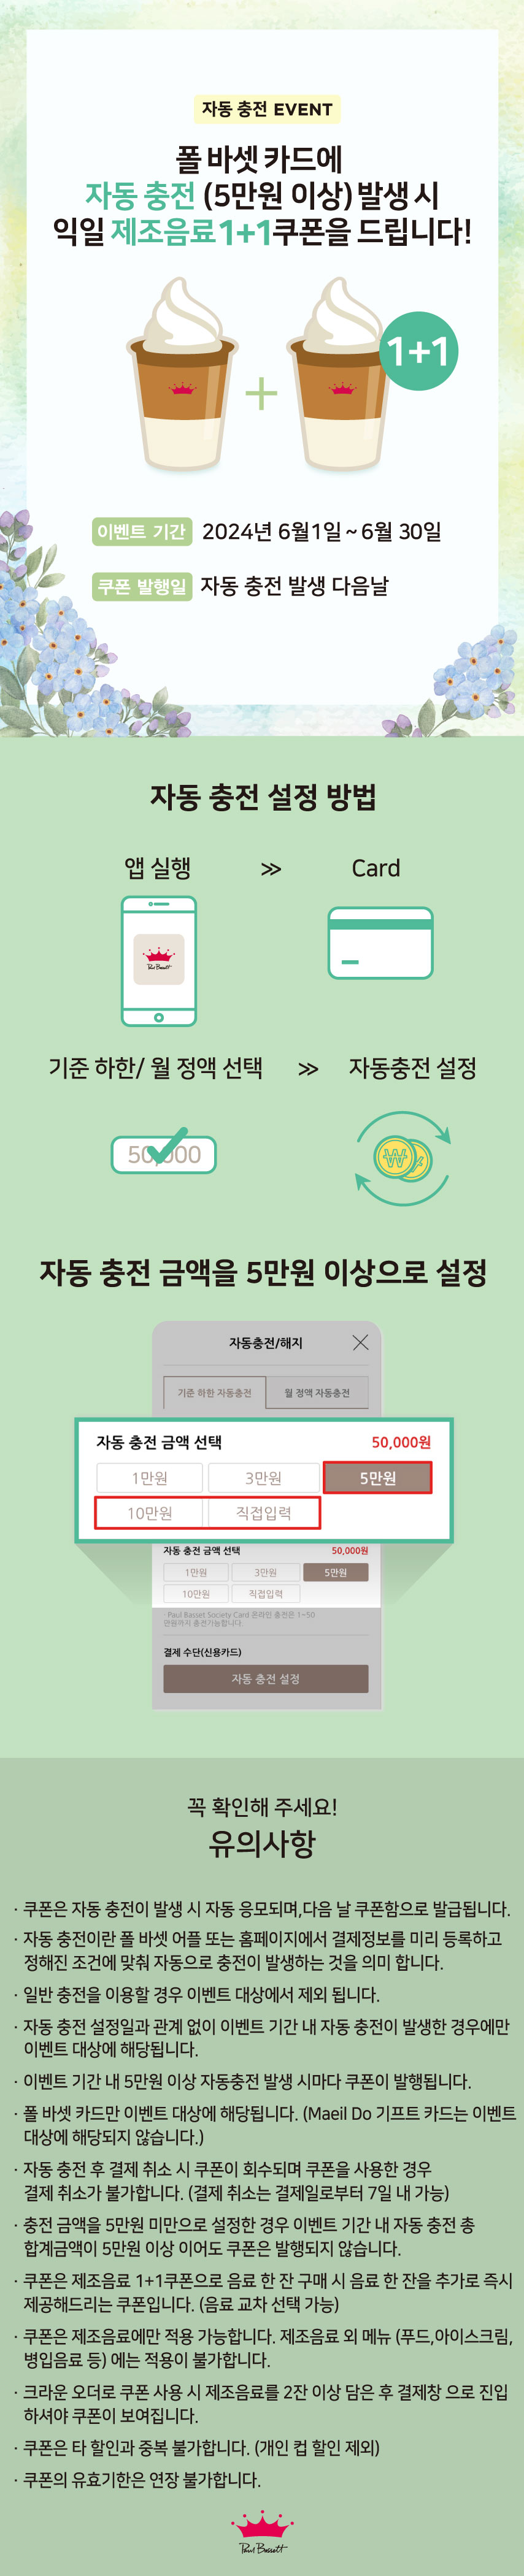 자동 충전 EVENT
폴 바셋 카드에
자동 충전 (5만원 이상) 발생 시
익일 제조음료 1+1쿠폰을 드립니다!
1+1
+
이벤트 기간 2024년 6월1일 ~ 6월 30일
쿠폰 발행일 자동 충전 발생 다음날
자동 충전 설정 방법
앱 실행 >> Card
Paul Bassett
기준 하한/ 월 정액 선택 >> 자동충전 설정
50,000
자동 충전 금액을 5만원 이상으로 설정
자동충전/해지
기준 하한 자동충전 월 정액 자동충전
자동 충전 금액 선택 50,000원
1만원 3만원 5만원
10만원 직접입력
자동 충전 금액 선택 50,000원
1만원 3만원 5만원
10만원 직접입력
· Paul Basset Society Card 온라인 충전은 1~50
만원까지 충전가능합니다.
결제 수단(신용카드)
자동 충전 설정
꼭 확인해 주세요!
유의사항
· 쿠폰은 자동 충전이 발생 시 자동 응모되며,다음 날 쿠폰함으로 발급됩니다.
· 자동 충전이란 폴 바셋 어플 또는 홈페이지에서 결제정보를 미리 등록하고
정해진 조건에 맞춰 자동으로 충전이 발생하는 것을 의미 합니다.
· 일반 충전을 이용할 경우 이벤트 대상에서 제외 됩니다.
· 자동 충전 설정일과 관계 없이 이벤트 기간 내 자동 충전이 발생한 경우에만
이벤트 대상에 해당됩니다.
· 이벤트 기간 내 5만원 이상 자동충전 발생 시마다 쿠폰이 발행됩니다.
· 폴 바셋 카드만 이벤트 대상에 해당됩니다. (Maeil Do 기프트 카드는 이벤트
대상에 해당되지 않습니다.)
· 자동 충전 후 결제 취소 시 쿠폰이 회수되며 쿠폰을 사용한 경우
결제 취소가 불가합니다. (결제 취소는 결제일로부터 7일 내 가능)
· 충전 금액을 5만원 미만으로 설정한 경우 이벤트 기간 내 자동 충전 총
합계금액이 5만원 이상 이어도 쿠폰은 발행되지 않습니다.
· 쿠폰은 제조음료 1+1쿠폰으로 음료 한 잔 구매 시 음료 한 잔을 추가로 즉시
제공해드리는 쿠폰입니다. (음료 교차 선택 가능)
· 쿠폰은 제조음료에만 적용 가능합니다. 제조음료 외 메뉴 (푸드,아이스크림,
병입음료 등) 에는 적용이 불가합니다.
· 크라운 오더로 쿠폰 사용 시 제조음료를 2잔 이상 담은 후 결제창 으로 진입
하셔야 쿠폰이 보여집니다.
· 쿠폰은 타 할인과 중복 불가합니다. (개인 컵 할인 제외)
· 쿠폰의 유효기한은 연장 불가합니다.
Paul Bassett